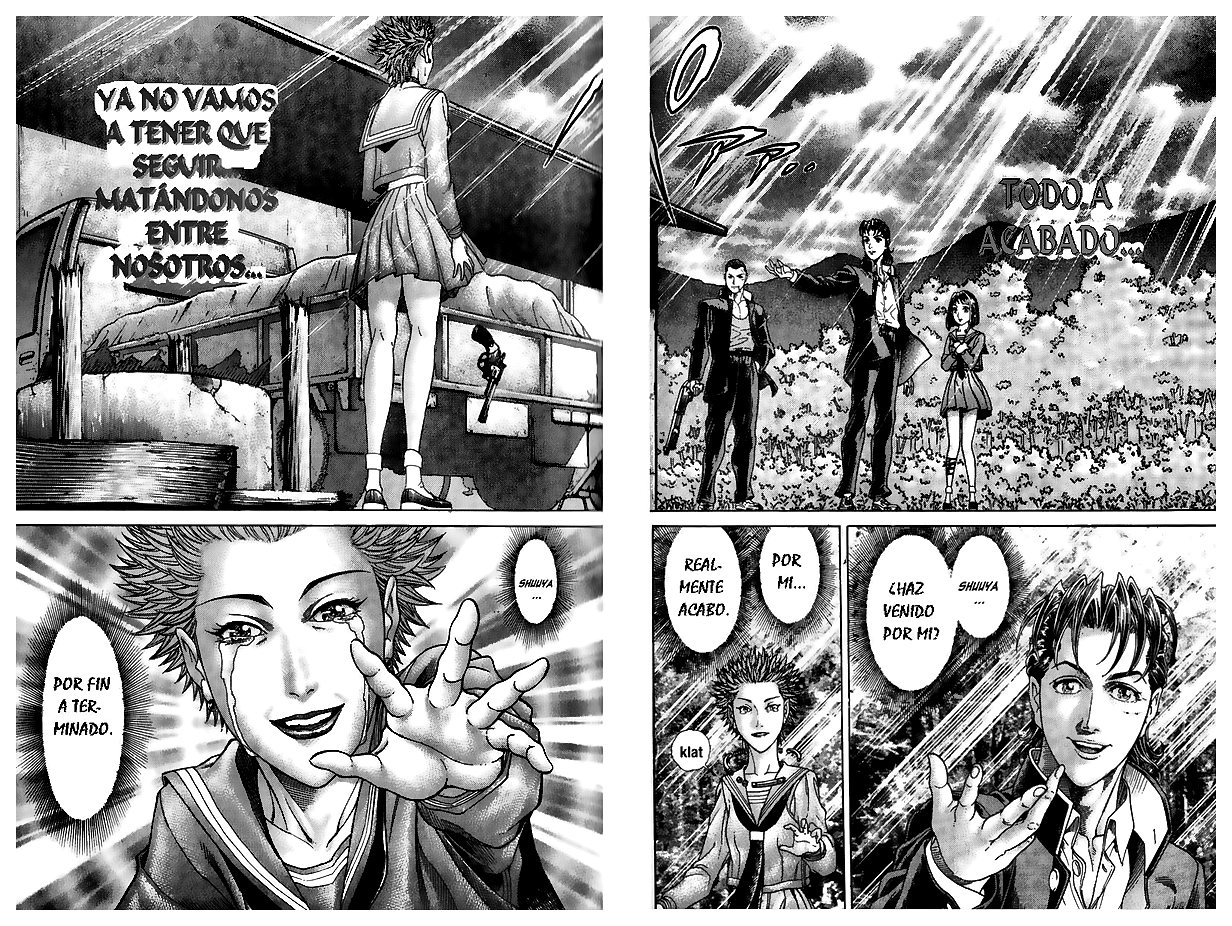 TODO A
ACABADO...
SHUUYA
...
¿HAZ
VENIDO
POR MI?
POR
MI...
REAL-
MENTE
ACABO.
klat
YA NO VAMOS
A TENER QUE
SEGUIR...
MATÁNDONOS
ENTRE
NOSOTROS...
SHUUYA
...
POR FIN
A TER-
MINADO.